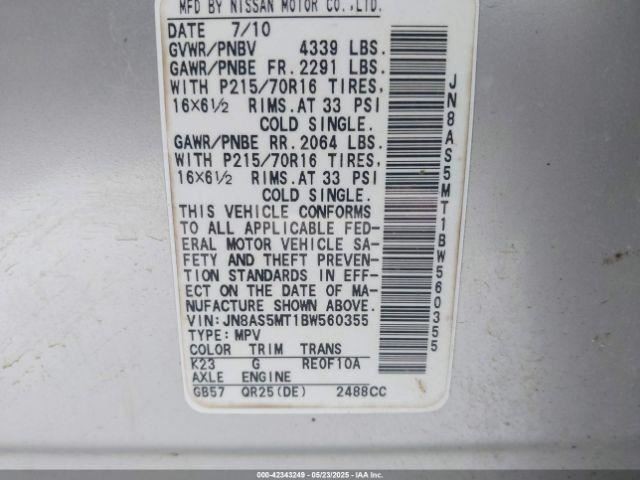 MFD BY NISSAN MOTOR CO.,LTD.
DATE 7/10
GVWR/PNBV 4339 LBS.
GAWR/PNBE FR. 2291 LBS.
WITH P215/70R16 TIRES,
16X6½ RIMS. AT 33 PSI
COLD SINGLE.
GAWR/PNBE RR. 2064 LBS.
WITH P215/70R16 TIRES,
16X6½ RIMS. AT 33 PSI
COLD SINGLE.
THIS VEHICLE CONFORMS
TO ALL APPLICABLE FED-
ERAL MOTOR VEHICLE SA-
FETY AND THEFT PREVEN-
TION STANDARDS IN EFF-
ECT ON THE DATE OF MA-
NUFACTURE SHOWN ABOVE.
VIN: JN8AS5MT1BW560355
TYPE: MPV
COLOR TRIM TRANS
K23 G RE0F10A
AXLE ENGINE
GB57 QR25(DE) 2488CC
JN8AS5MT1BW560355
000-42343249 - 05/23/2025 - IAAI.COM